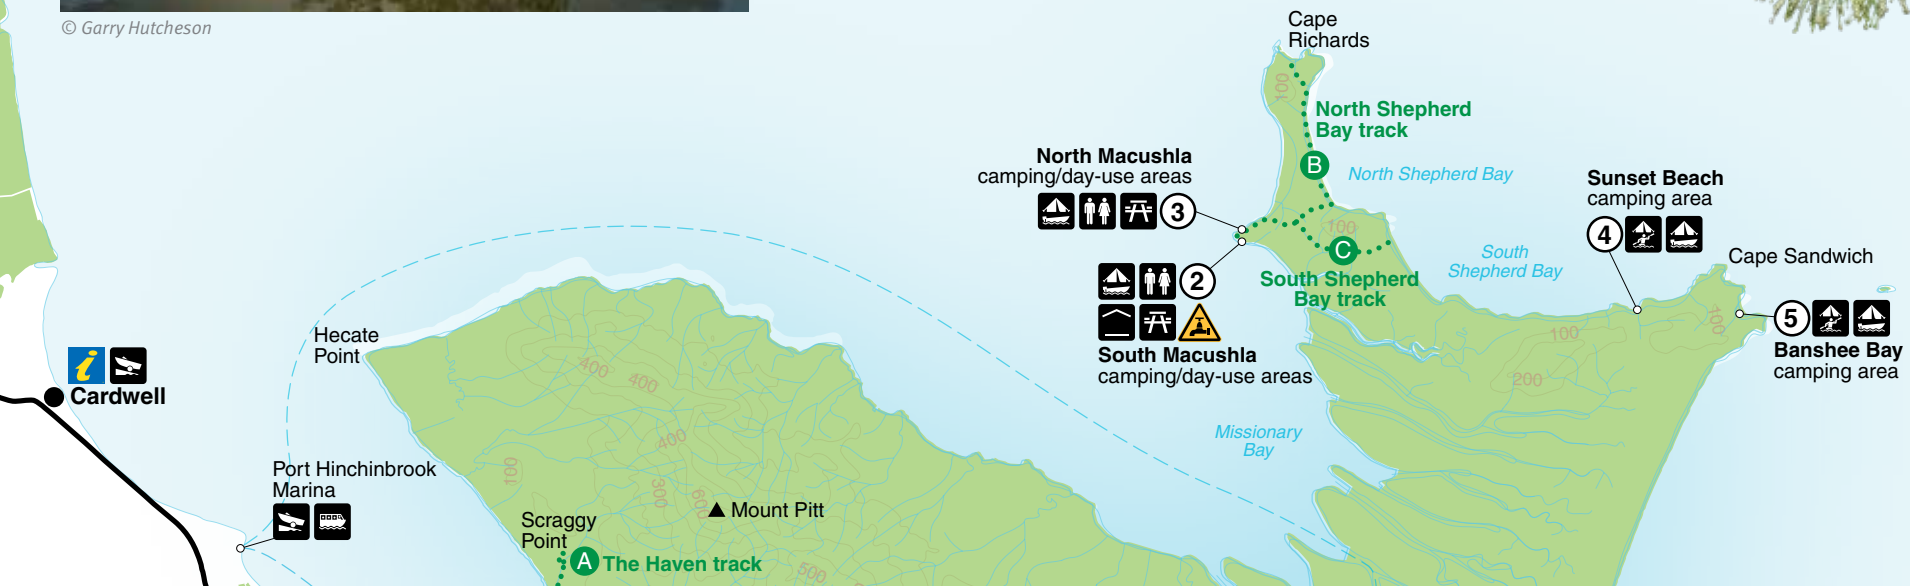 © Garry Hutcheson
Cape
Richards
100
North Shepherd
Bay track
B
North Shepherd Bay
North Macushla
camping/day-use areas
3
100
C
South Shepherd
Bay track
2
South Macushla
camping/day-use areas
South
Shepherd Bay
Sunset Beach
camping area
4
Cape Sandwich
100
5
Banshee Bay
camping area
100
200
Missionary
Bay
Hecate
Point
i
Cardwell
400
400
400
100
300
600
Port Hinchinbrook
Marina
Mount Pitt
Scraggy
Point
A
The Haven track
500